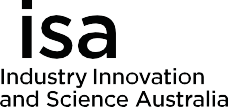 isa
Industry Innovation
and Science Australia